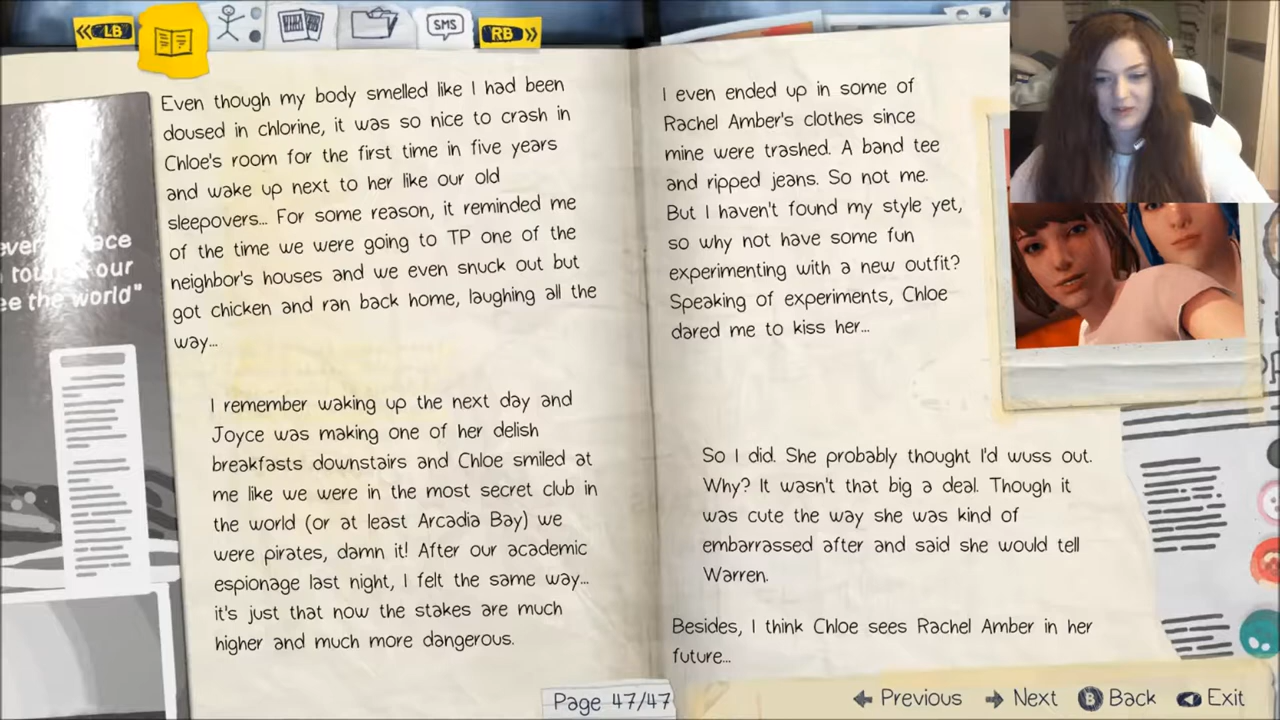 LB
SMS
RB
Even though my body smelled like I had been
doused in chlorine, it was so nice to crash in
Chloe's room for the first time in five years
and wake up next to her like our old
sleepovers... For some reason, it reminded me
of the time we were going to TP one of the
neighbor's houses and we even snuck out but
got chicken and ran back home, laughing all the
way...
I remember waking up the next day and
Joyce was making one of her delish
breakfasts downstairs and Chloe smiled at
me like we were in the most secret club in
the world (or at least Arcadia Bay) we
were pirates, damn it! After our academic
espionage last night, I felt the same way...
it's just that now the stakes are much
higher and much more dangerous.
I even ended up in some of
Rachel Amber's clothes since
mine were trashed. A band tee
and ripped jeans. So not me.
But I haven't found my style yet,
so why not have some fun
experimenting with a new outfit?
Speaking of experiments, Chloe
dared me to kiss her...
So I did. She probably thought I'd wuss out.
Why? It wasn't that big a deal. Though it
was cute the way she was kind of
embarrassed after and said she would tell
Warren.
Besides, I think Chloe sees Rachel Amber in her
future...
our
the world"
Page 47/47
Previous
Next
B Back
Exit